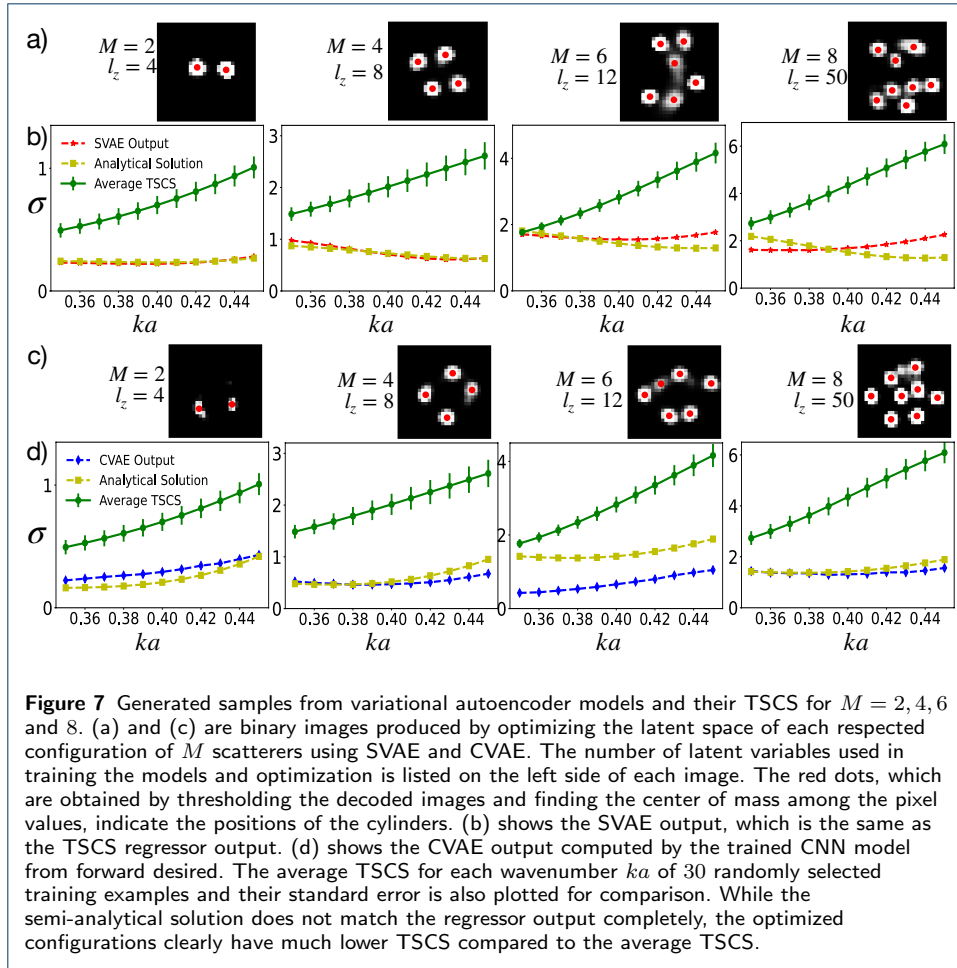 a)
M = 2
l_z = 4
M = 4
l_z = 8
M = 6
l_z = 12
M = 8
l_z = 50
b)
SVAE Output
Analytical Solution
Average TSCS
1
0
σ
0.36 0.38 0.40 0.42 0.44
ka
3
2
1
0
0.36 0.38 0.40 0.42 0.44
ka
4
2
0
0.36 0.38 0.40 0.42 0.44
ka
6
4
2
0
0.36 0.38 0.40 0.42 0.44
ka
c)
M = 2
l_z = 4
M = 4
l_z = 8
M = 6
l_z = 12
M = 8
l_z = 50
d)
CVAE Output
Analytical Solution
Average TSCS
1
0
σ
0.36 0.38 0.40 0.42 0.44
ka
3
2
1
0
0.36 0.38 0.40 0.42 0.44
ka
4
2
0
0.36 0.38 0.40 0.42 0.44
ka
6
4
2
0
0.36 0.38 0.40 0.42 0.44
ka
Figure 7 Generated samples from variational autoencoder models and their TSCS for M = 2, 4, 6
and 8. (a) and (c) are binary images produced by optimizing the latent space of each respected
configuration of M scatterers using SVAE and CVAE. The number of latent variables used in
training the models and optimization is listed on the left side of each image. The red dots, which
are obtained by thresholding the decoded images and finding the center of mass among the pixel
values, indicate the positions of the cylinders. (b) shows the SVAE output, which is the same as
the TSCS regressor output. (d) shows the CVAE output computed by the trained CNN model
from forward desired. The average TSCS for each wavenumber ka of 30 randomly selected
training examples and their standard error is also plotted for comparison. While the
semi-analytical solution does not match the regressor output completely, the optimized
configurations clearly have much lower TSCS compared to the average TSCS.